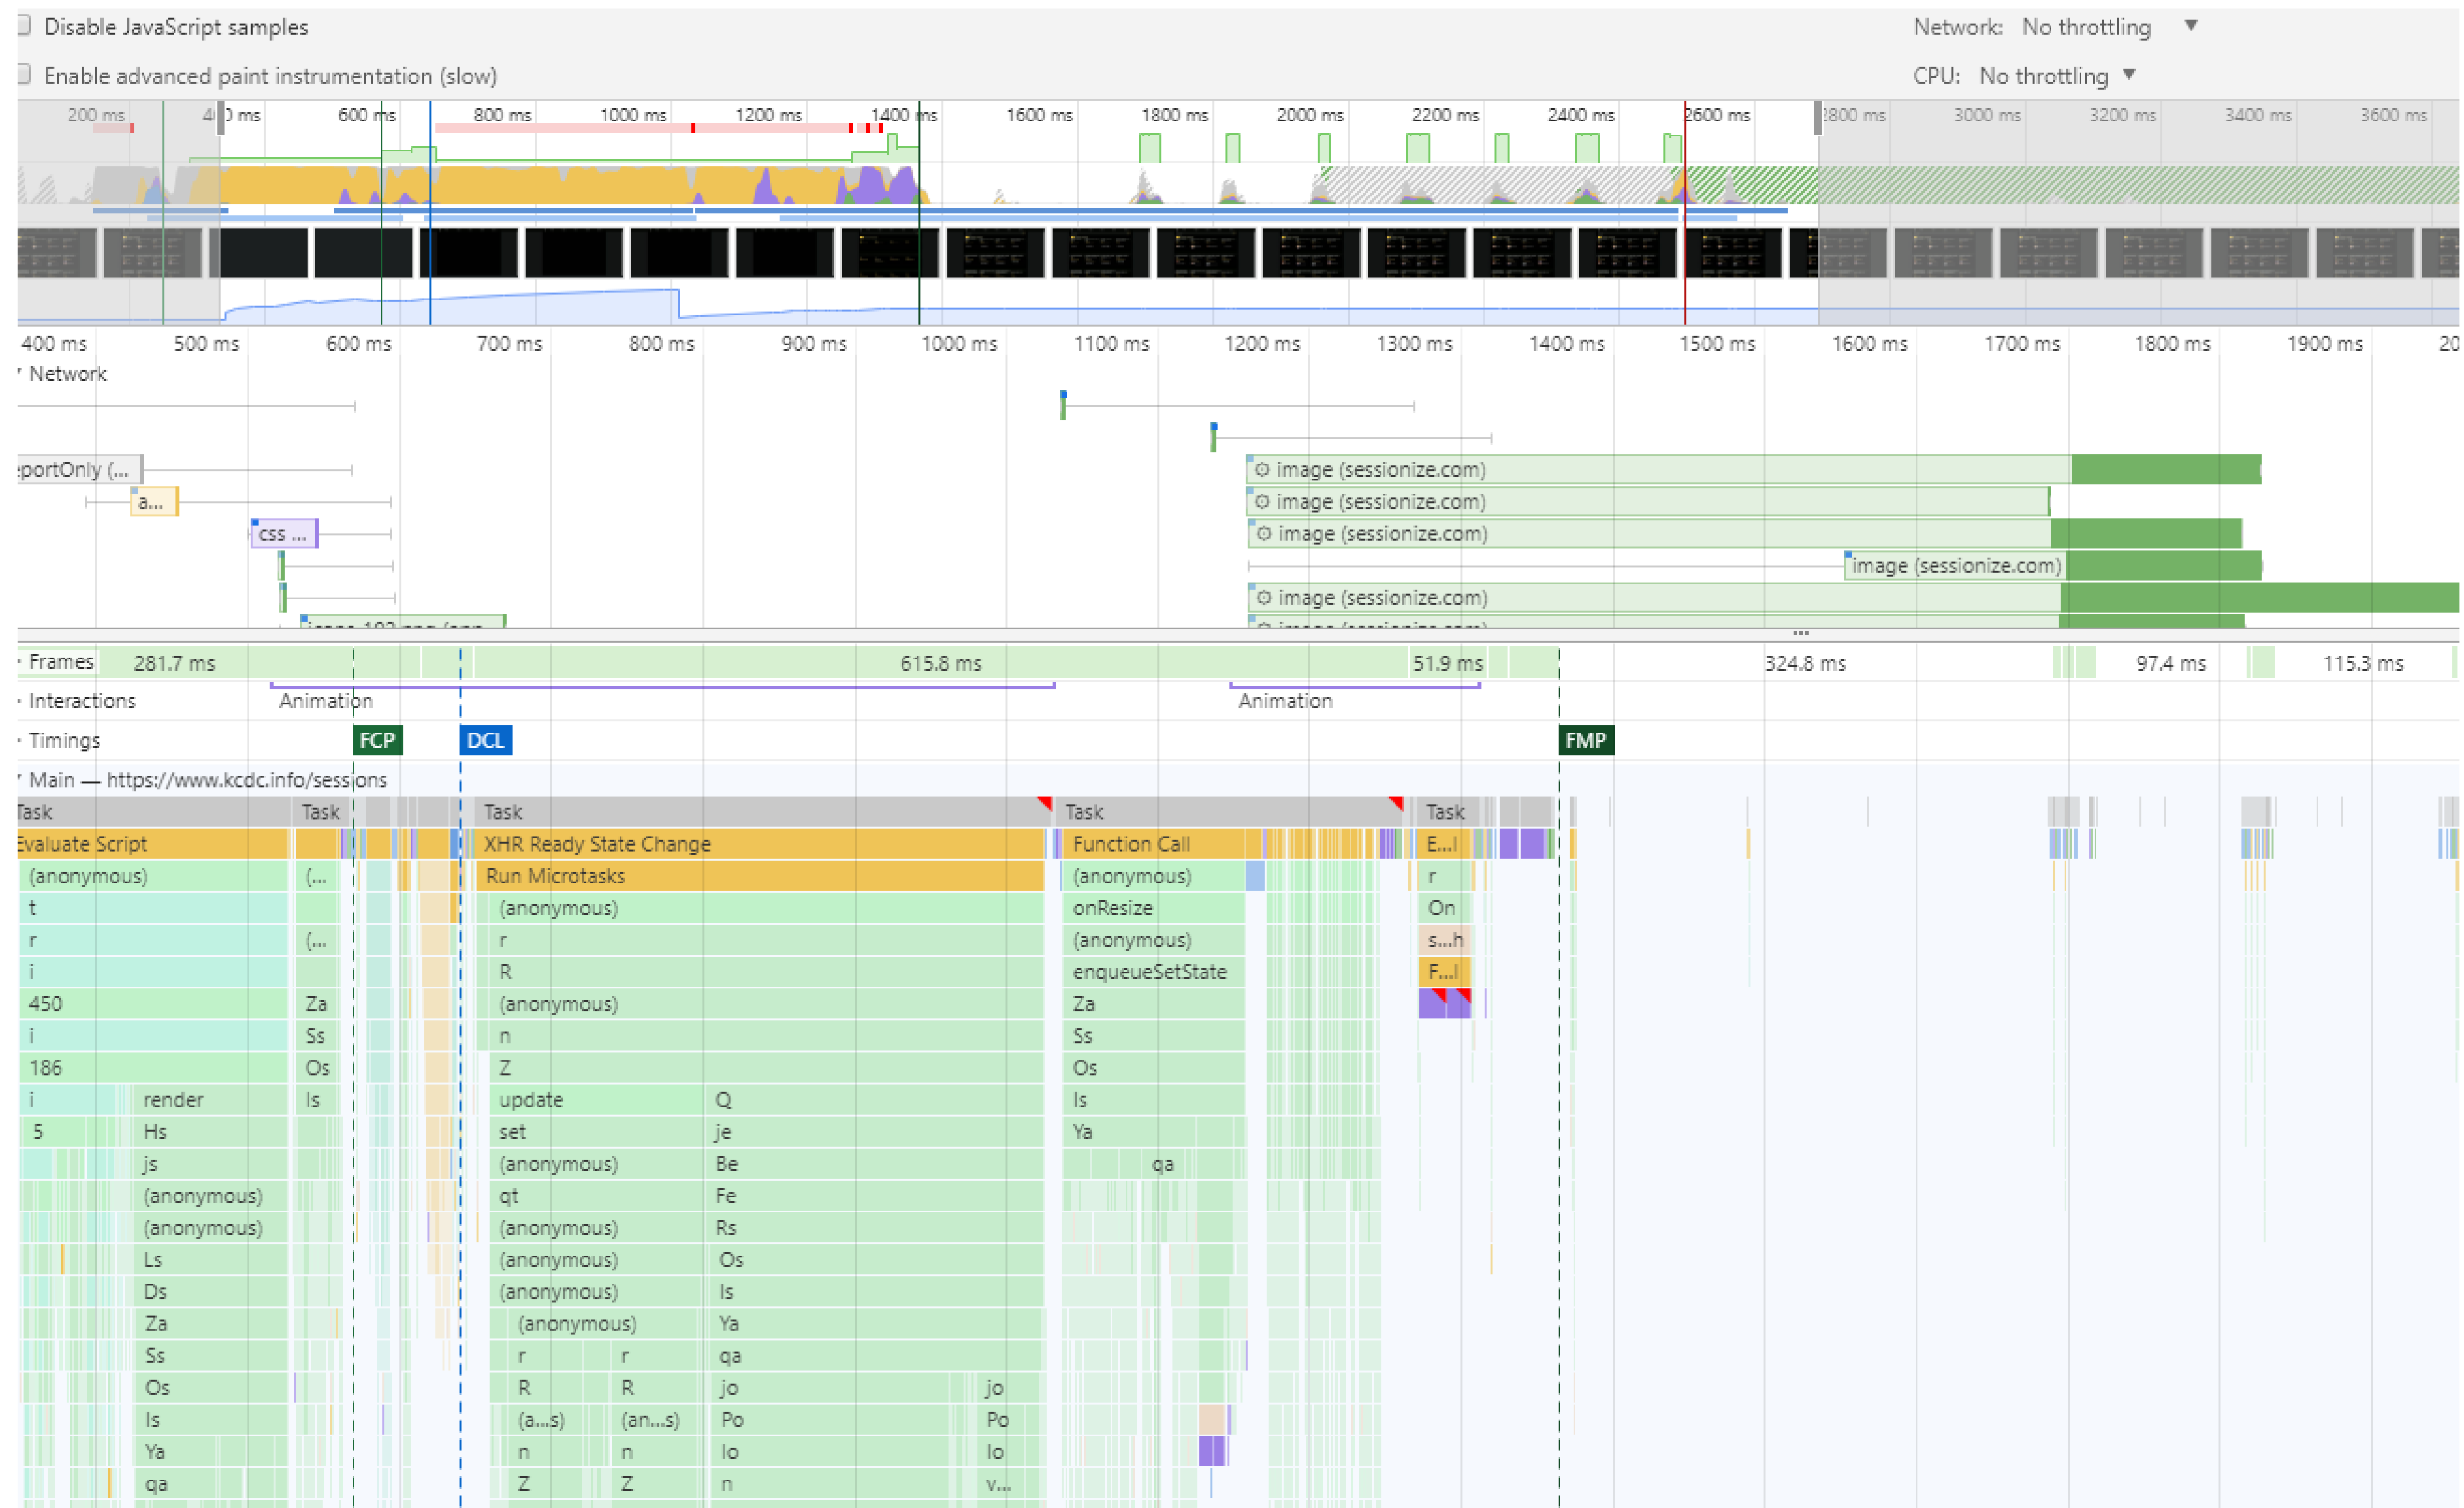 Disable JavaScript samples Network: No throttling
Enable advanced paint instrumentation (slow) CPU: No throttling
200 ms 600 ms 800 ms 1000 ms 1200 ms 1400 ms 1600 ms 1800 ms 2000 ms 2200 ms 2400 ms 2600 ms 2800 ms 3000 ms 3200 ms 3400 ms 3600 ms
400 ms 500 ms 600 ms 700 ms 800 ms 900 ms 1000 ms 1100 ms 1200 ms 1300 ms 1400 ms 1500 ms 1600 ms 1700 ms 1800 ms 1900 ms 20
Network
eportOnly (... image (sessionize.com)
a... image (sessionize.com)
css ... image (sessionize.com)
image (sessionize.com)
image (sessionize.com)
Frames 281.7 ms 615.8 ms 51.9 ms 324.8 ms 97.4 ms 115.3 ms
Interactions Animation Animation
Timings FCP DCL FMP
Main — https://www.kcdc.info/sessions
Task Task Task Task Task
Evaluate Script XHR Ready State Change Function Call E...l
(anonymous) (... Run Microtasks (anonymous) r
t (anonymous) onResize On
r (... r (anonymous) s...h
i R enqueueSetState F...l
450 Za (anonymous) Za
i Ss n Ss
186 Os Z Os
i render Is update Q Is
5 Hs set je Ya
js (anonymous) Be qa
(anonymous) qt Fe
(anonymous) (anonymous) Rs
Ls (anonymous) Os
Ds (anonymous) Is
Za (anonymous) Ya
Ss r r qa
Os R R jo jo
Is (a...s) (an...s) Po Po
Ya n n lo lo
qa Z Z n v...